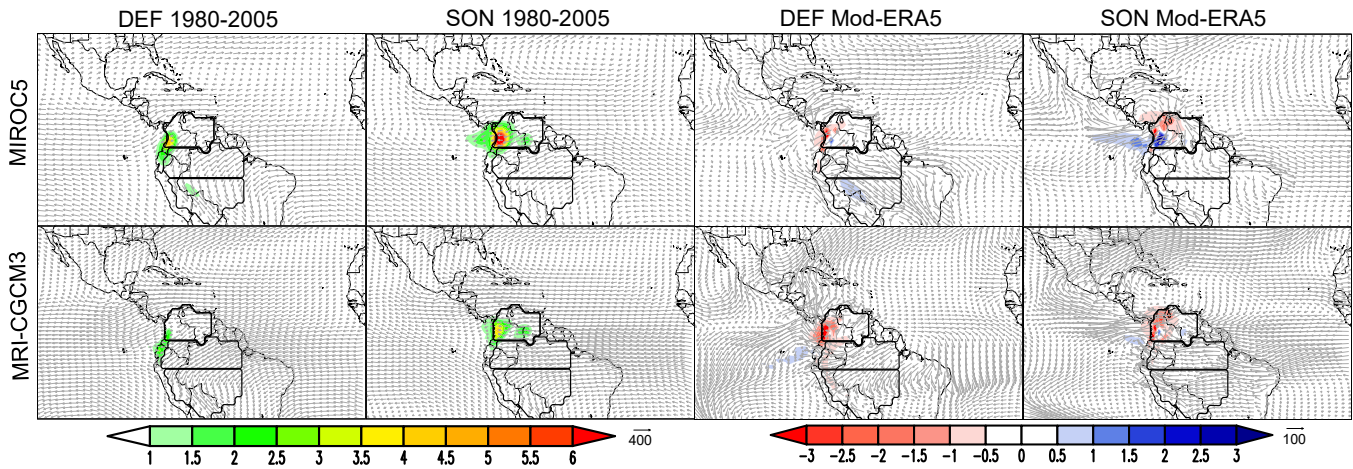 DEF 1980-2005 SON 1980-2005 DEF Mod-ERA5 SON Mod-ERA5
MIROC5
MRI-CGCM3
1 1.5 2 2.5 3 3.5 4 4.5 5 5.5 6 400
-3 -2.5 -2 -1.5 -1 -0.5 0 0.5 1 1.5 2 2.5 3 100